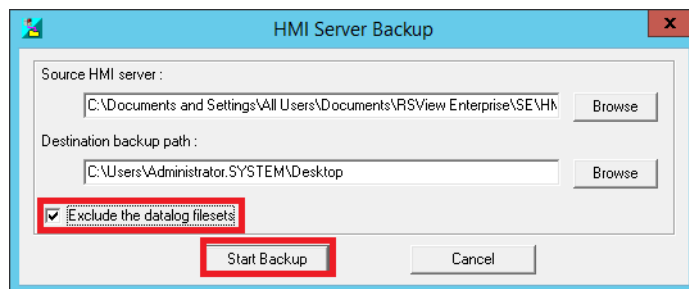 HMI Server Backup
x
Source HMI server :
C:\Documents and Settings\All Users\Documents\RSView Enterprise\SE\HM
Browse
Destination backup path :
C:\Users\Administrator.SYSTEM\Desktop
Browse
Exclude the datalog filesets
Start Backup
Cancel